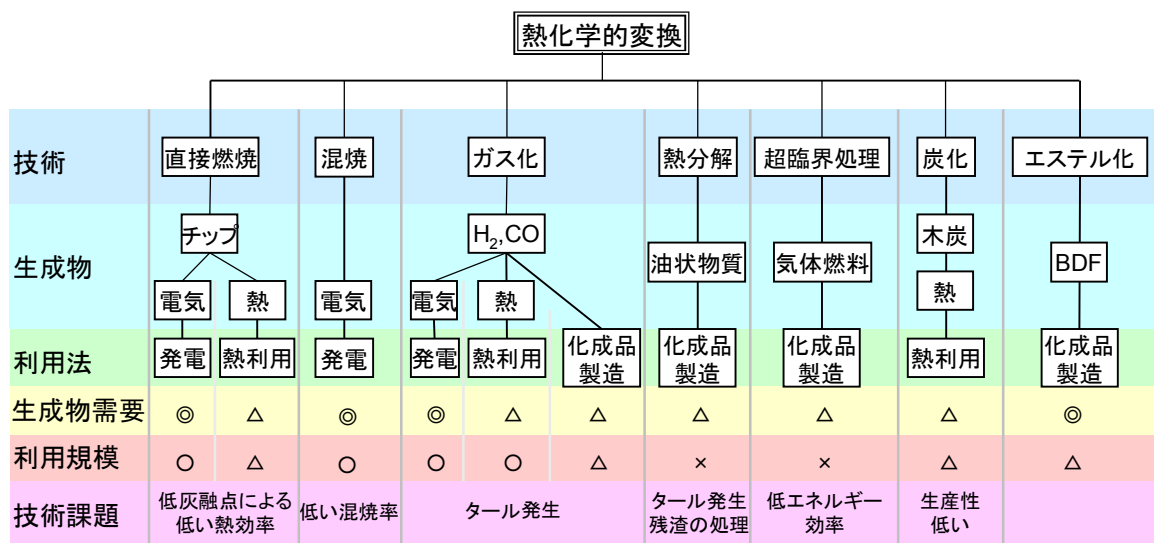 熱化学的変換
技術 直接燃焼 混焼 ガス化 熱分解 超臨界処理 炭化 エステル化
チップ H₂,CO 木炭
生成物 油状物質 気体燃料 BDF
電気 熱 電気 電気 熱 熱
利用法 発電 熱利用 発電 発電 熱利用 化成品 化成品 化成品 熱利用 化成品
製造 製造 製造 製造
生成物需要 ◎ △ ◎ ◎ △ △ △ △ △ ◎
利用規模 ○ △ ○ ○ ○ △ × × △ △
技術課題 低灰融点による 低い混焼率 タール発生 タール発生 低エネルギー 生産性
低い熱効率 残渣の処理 効率 低い